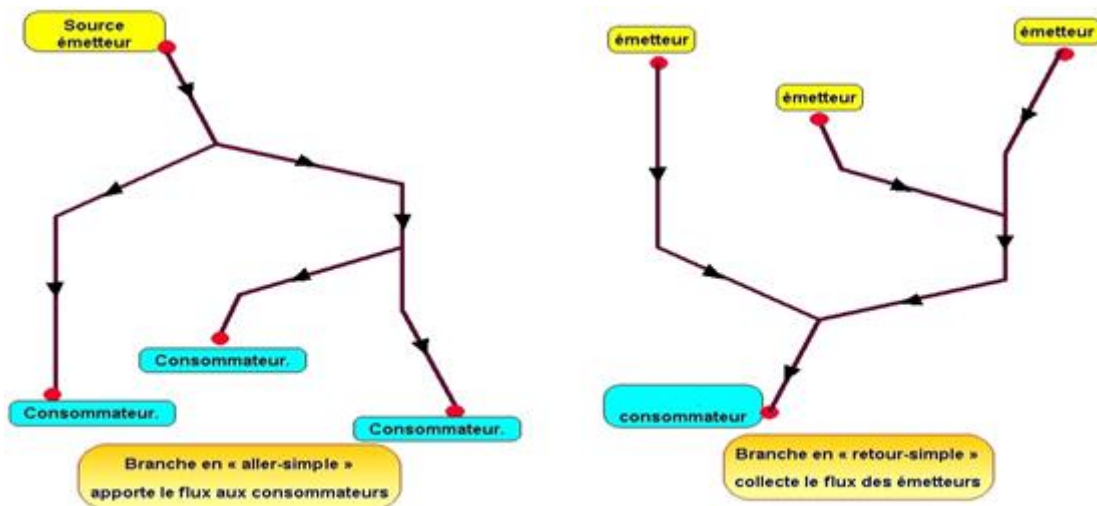 Source
émetteur
Consommateur.
Consommateur.
Consommateur.
Branche en « aller-simple »
apporte le flux aux consommateurs
émetteur
émetteur
émetteur
consommateur
Branche en « retour-simple »
collecte le flux des émetteurs